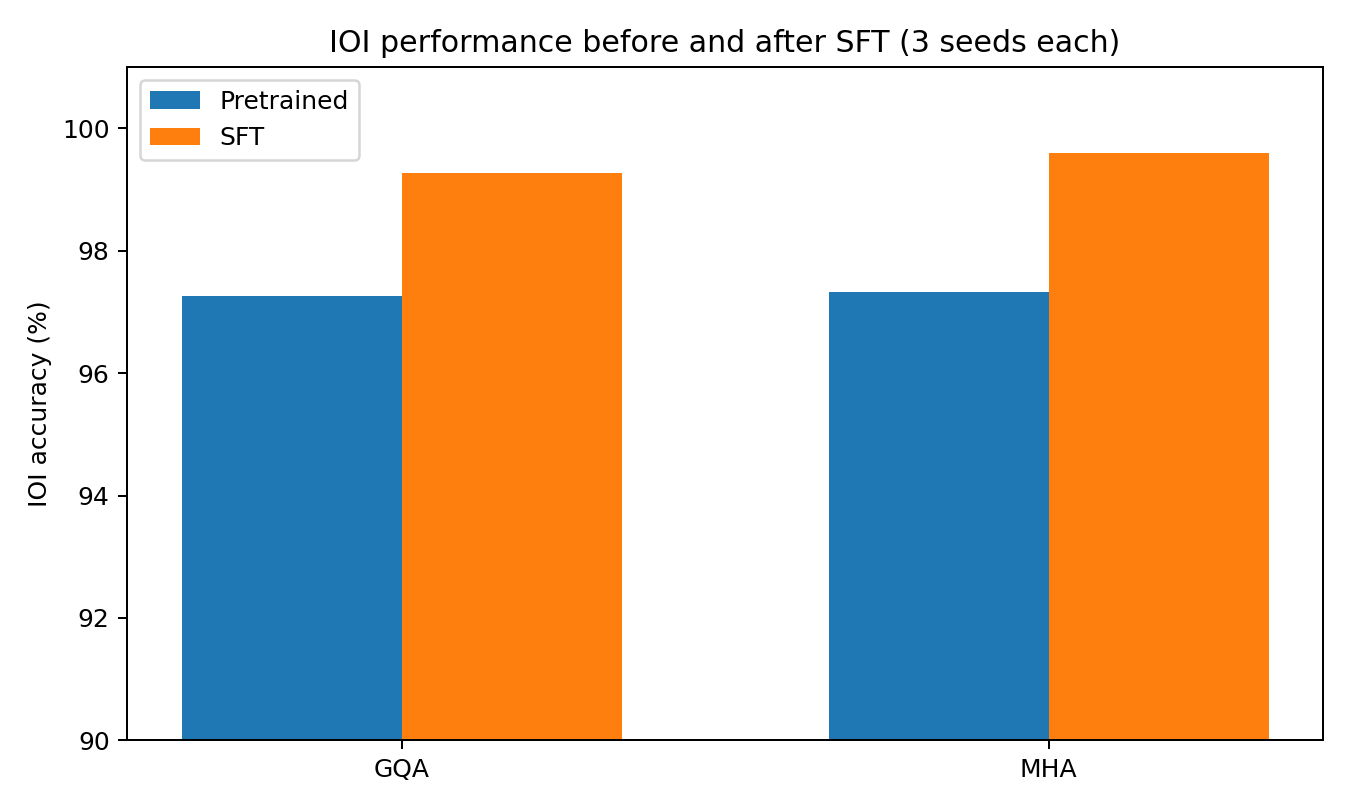 IOI performance before and after SFT (3 seeds each)
Pretrained
SFT
IOI accuracy (%)
100
98
96
94
92
90
GQA
MHA